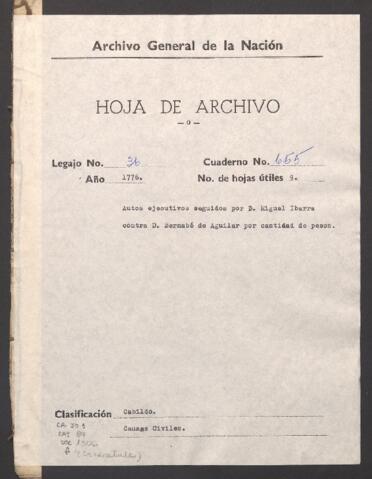 Archivo General de la Nación
HOJA DE ARCHIVO
—o—
Legajo No. 36 Cuaderno No. 655
Año 1776. No. de hojas útiles 9.
Autos ejecutivos seguidos por D. Miguel Ibarra
contra D. Bernabé de Aguilar por cantidad de pesos.
Clasificación Cabildo.
Causas Civiles.